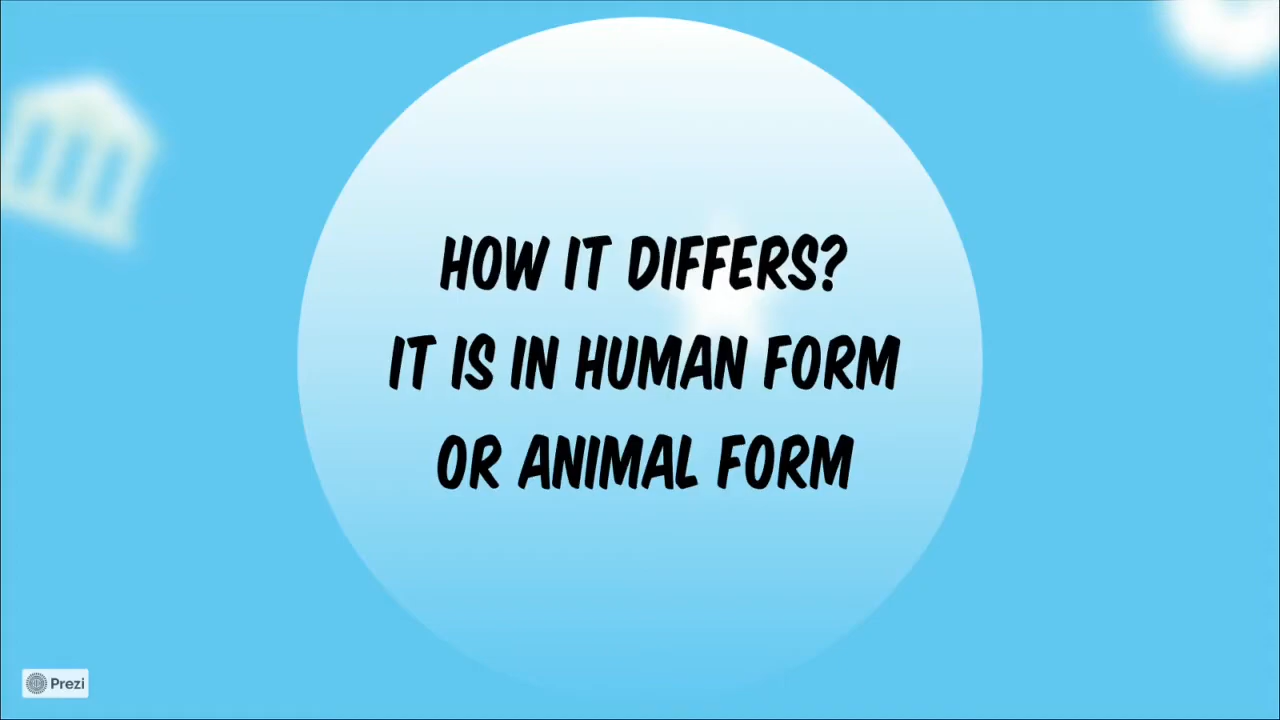 HOW IT DIFFERS?
IT IS IN HUMAN FORM
OR ANIMAL FORM
Prezi